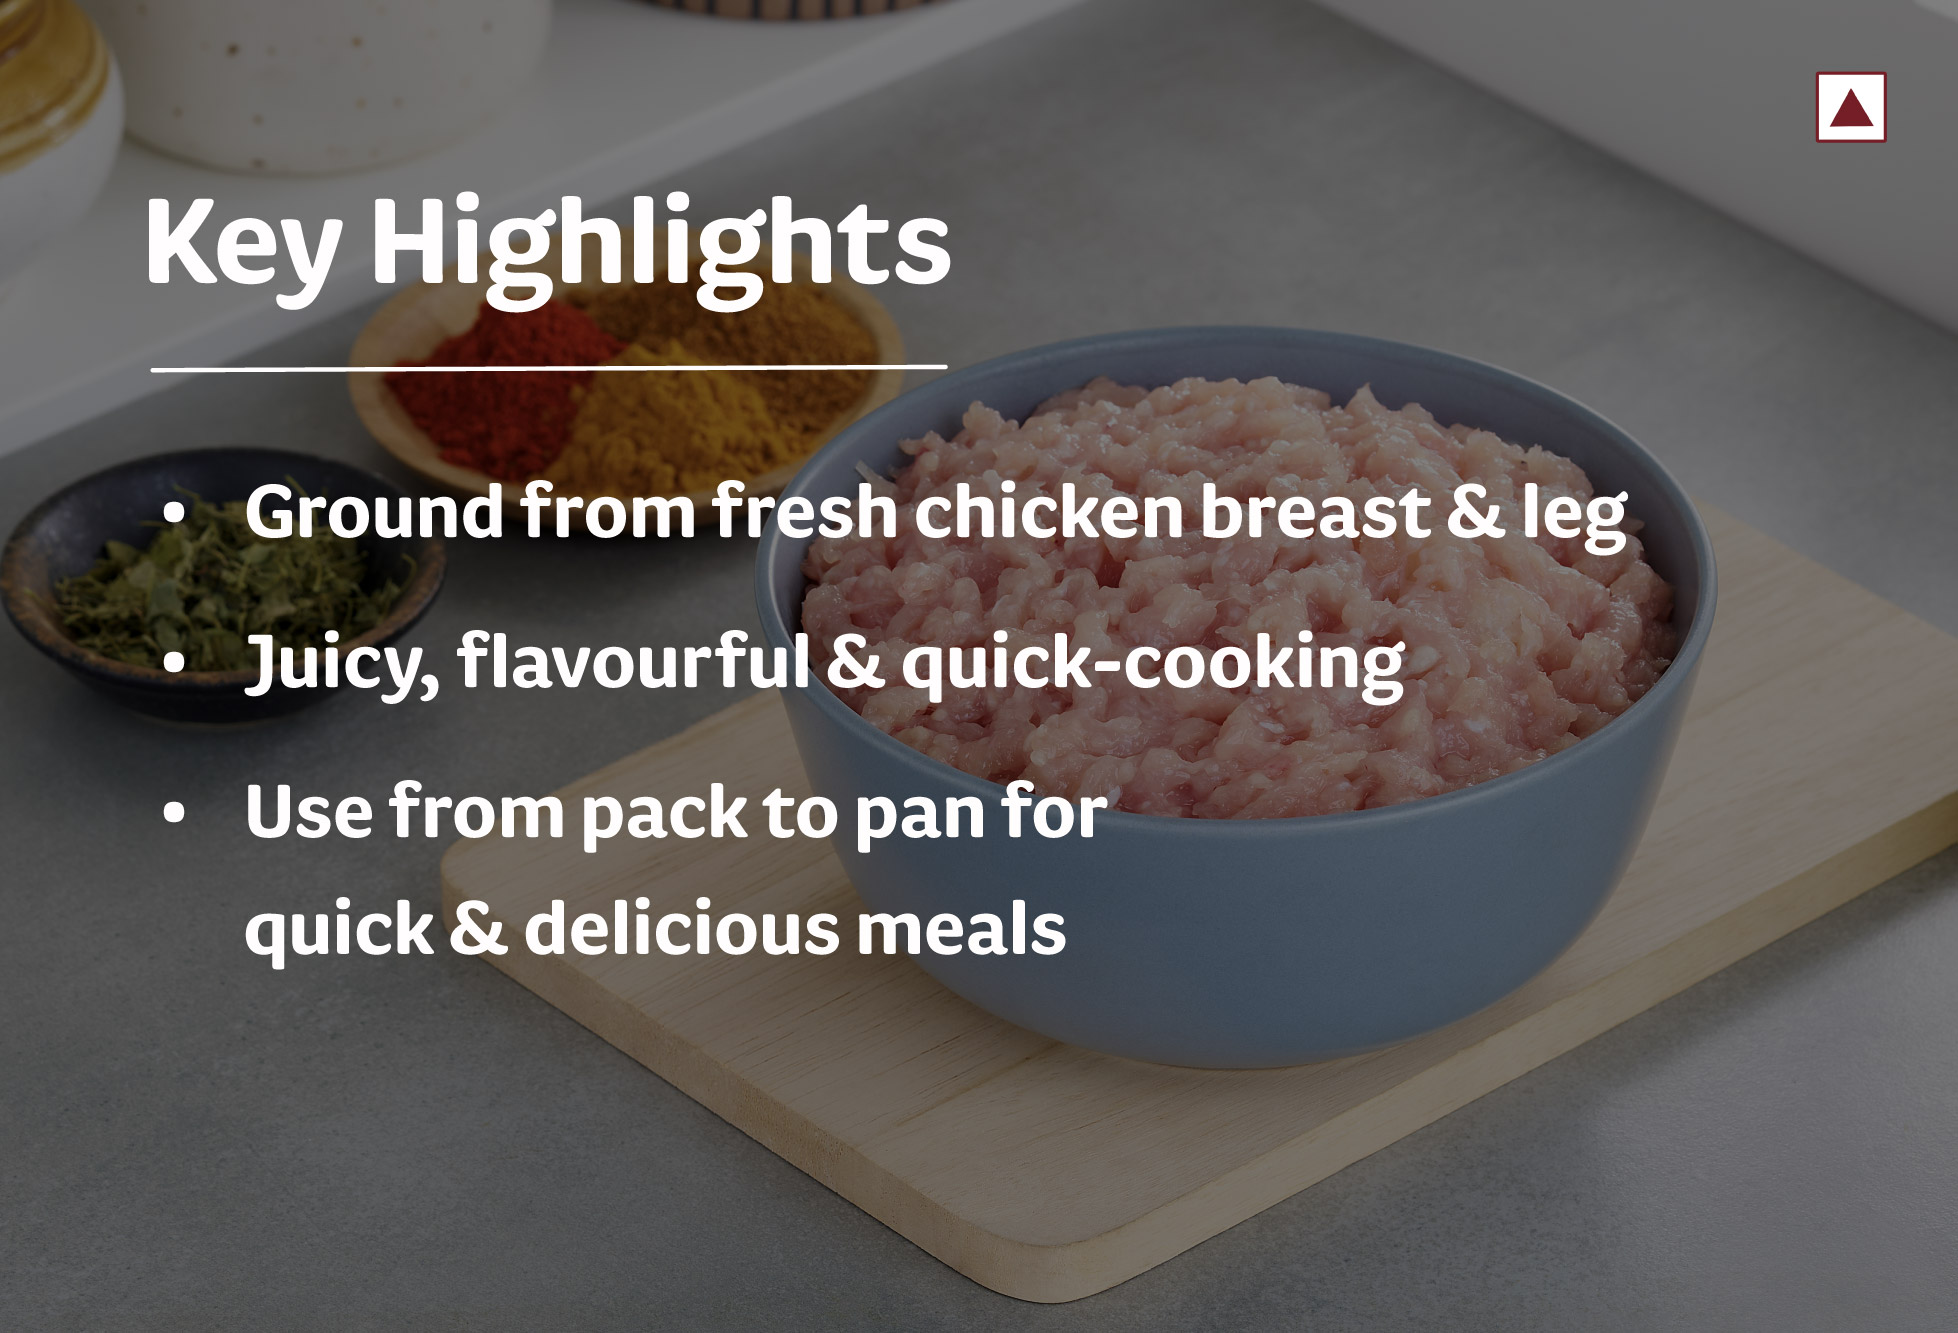 Key Highlights
• Ground from fresh chicken breast & leg
• Juicy, flavourful & quick-cooking
• Use from pack to pan for
quick & delicious meals